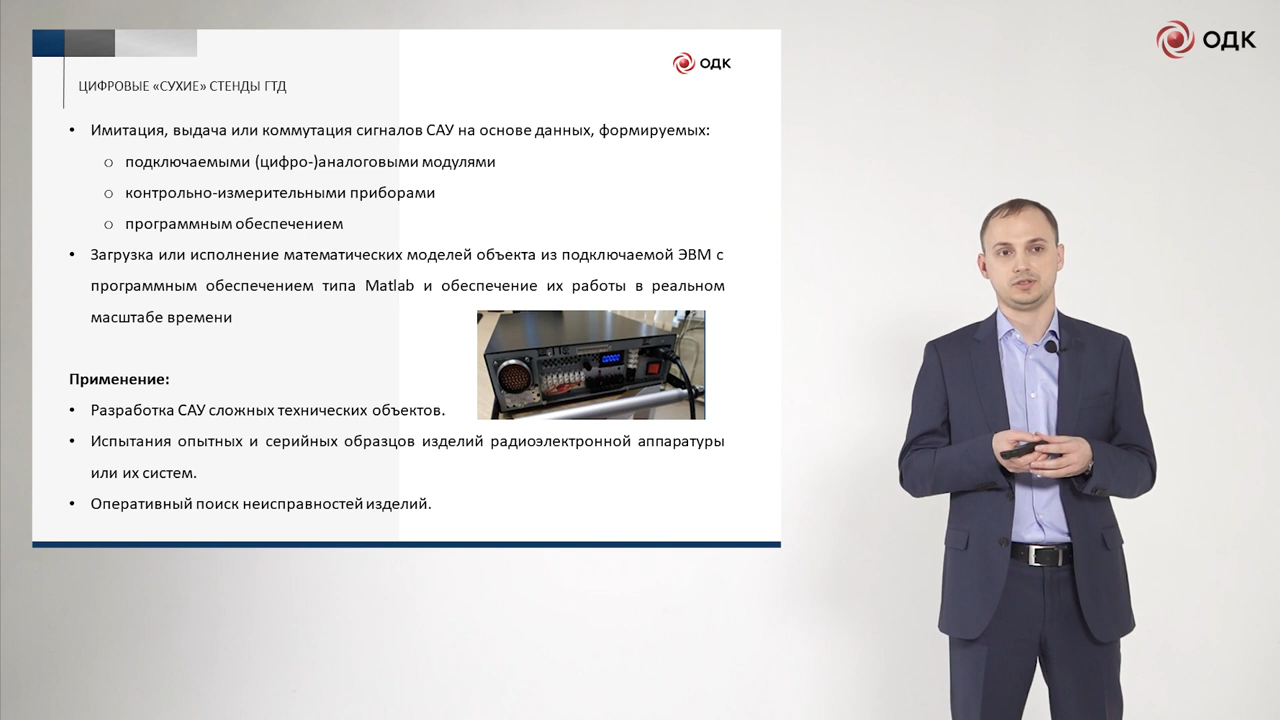 ОДК
ОДК
ЦИФРОВЫЕ «СУХИЕ» СТЕНДЫ ГТД
• Имитация, выдача или коммутация сигналов САУ на основе данных, формируемых:
o подключаемыми (цифро-)аналоговыми модулями
o контрольно-измерительными приборами
o программным обеспечением
• Загрузка или исполнение математических моделей объекта из подключаемой ЭВМ с
программным обеспечением типа Matlab и обеспечение их работы в реальном
масштабе времени
Применение:
• Разработка САУ сложных технических объектов.
• Испытания опытных и серийных образцов изделий радиоэлектронной аппаратуры
или их систем.
• Оперативный поиск неисправностей изделий.